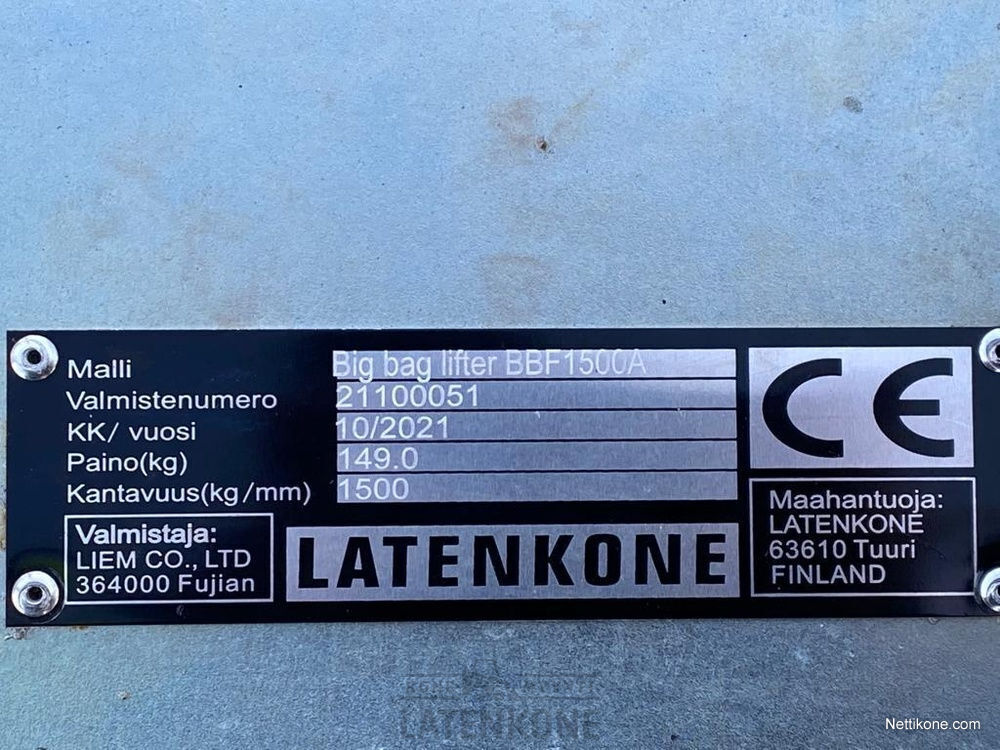 Malli Big bag lifter BBF1500A
Valmistenumero 21100051
KK/ vuosi 10/2021
Paino(kg) 149.0
Kantavuus(kg/mm) 1500
CE
Valmistaja:
LIEM CO., LTD
364000 Fujian
LATENKONE
Maahantuoja:
LATENKONE
63610 Tuuri
FINLAND
LATENKONE
Nettikone.com